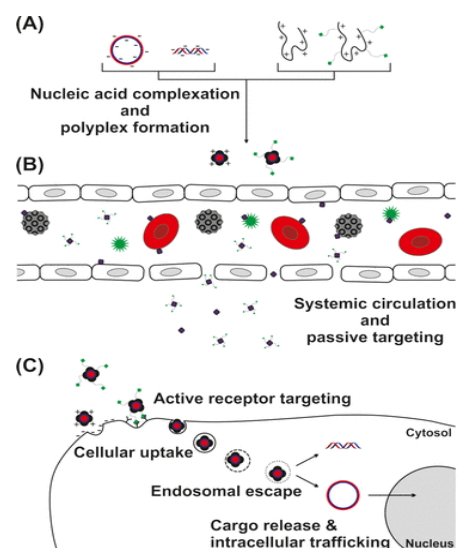 (A)
Nucleic acid complexation
and
polyplex formation
(B)
Systemic circulation
and
passive targeting
(C)
Active receptor targeting
Cytosol
Cellular uptake
Endosomal escape
Cargo release &
intracellular trafficking
Nucleus